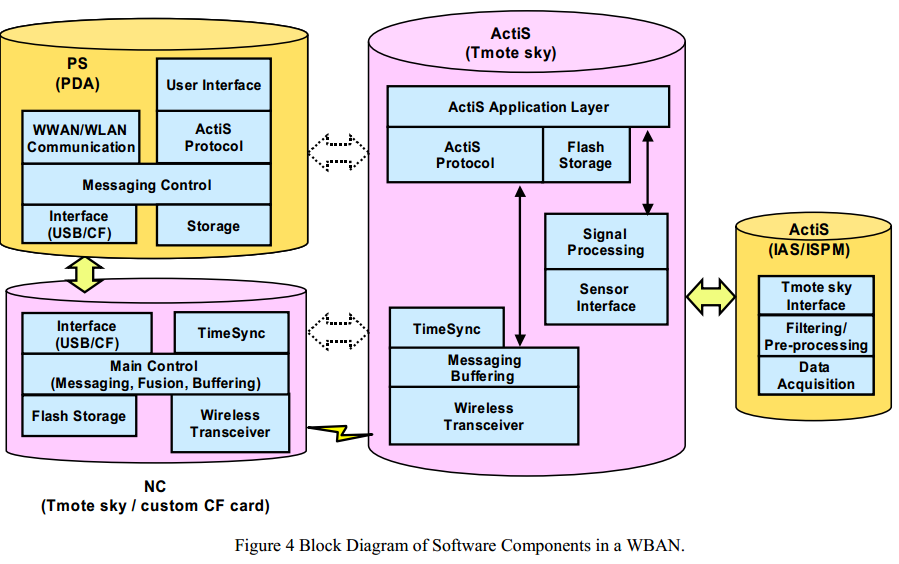 PS
(PDA)
User Interface
WWAN/WLAN
Communication
ActiS
Protocol
Messaging Control
Interface
(USB/CF)
Storage
Interface
(USB/CF)
TimeSync
Main Control
(Messaging, Fusion, Buffering)
Flash Storage
Wireless
Transceiver
NC
(Tmote sky / custom CF card)
ActiS
(Tmote sky)
ActiS Application Layer
ActiS
Protocol
Flash
Storage
Signal
Processing
Sensor
Interface
TimeSync
Messaging
Buffering
Wireless
Transceiver
ActiS
(IAS/ISPM)
Tmote sky
Interface
Filtering/
Pre-processing
Data
Acquisition
Figure 4 Block Diagram of Software Components in a WBAN.